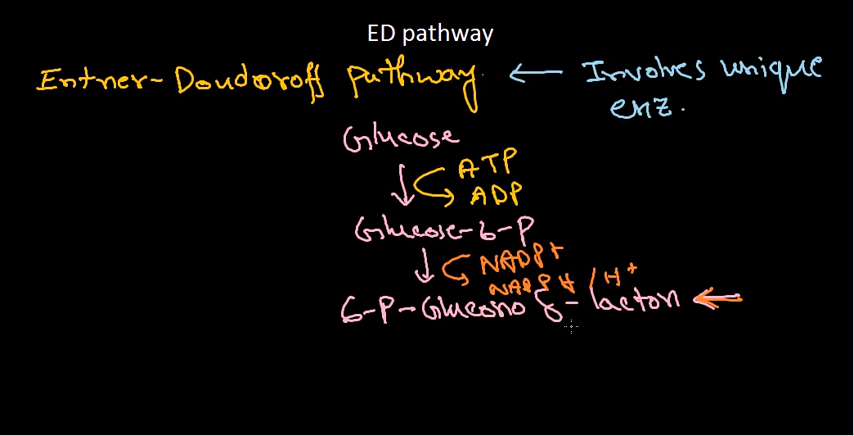 ED pathway
Entner-Doudoroff pathway. ← Involves unique
enz.
Glucose
ATP
ADP
Glucose-6-P
NADP+
NADPH / H+
6-P-Glucono δ-lacton ←